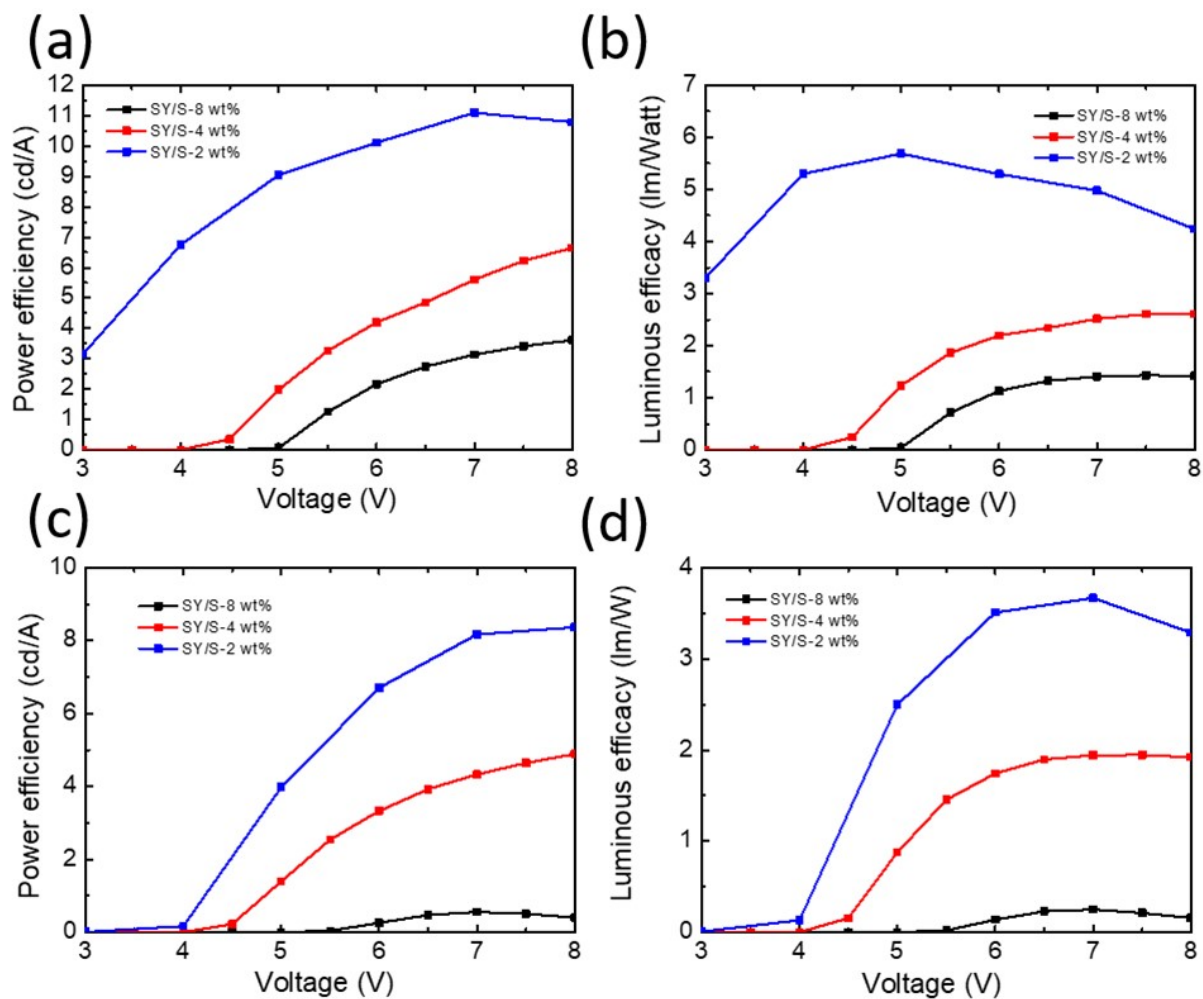 (a)
Power efficiency (cd/A)
12
11
10
9
8
7
6
5
4
3
2
1
0
SY/S-8 wt%
SY/S-4 wt%
SY/S-2 wt%
3 4 5 6 7 8
Voltage (V)
(b)
Luminous efficacy (lm/Watt)
7
6
5
4
3
2
1
0
SY/S-8 wt%
SY/S-4 wt%
SY/S-2 wt%
3 4 5 6 7 8
Voltage (V)
(c)
Power efficiency (cd/A)
10
8
6
4
2
0
SY/S-8 wt%
SY/S-4 wt%
SY/S-2 wt%
3 4 5 6 7 8
Voltage (V)
(d)
Luminous efficacy (lm/W)
4
3
2
1
0
SY/S-8 wt%
SY/S-4 wt%
SY/S-2 wt%
3 4 5 6 7 8
Voltage (V)